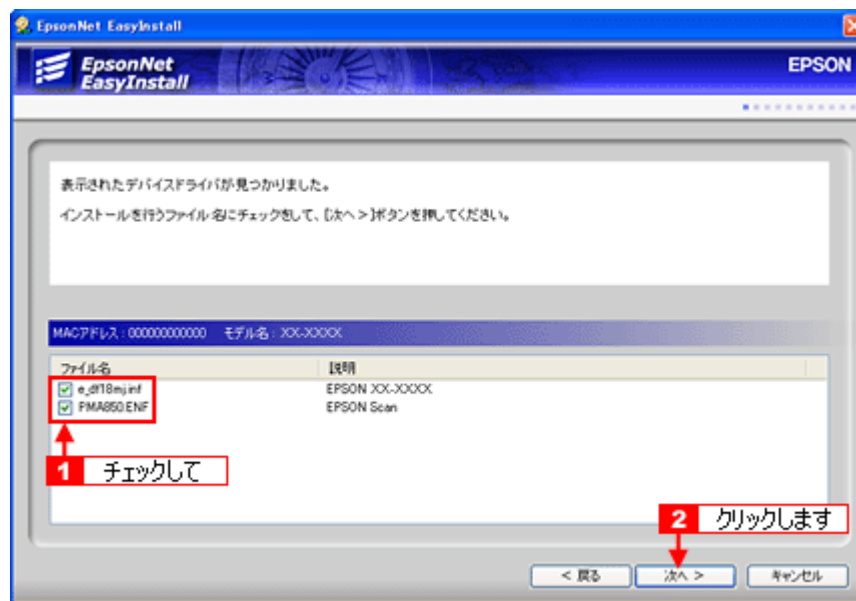 EpsonNet EasyInstall
EpsonNet
EasyInstall
EPSON
表示されたデバイスドライバが見つかりました。
インストールを行うファイル名にチェックをして、[次へ >]ボタンを押してください。
MACアドレス : 000000000000 モデル名 : XX-XXXX
ファイル名 説明
e_df18mj.inf EPSON XX-XXXX
PMA850.ENF EPSON Scan
1 チェックして
2 クリックします
< 戻る 次へ > キャンセル